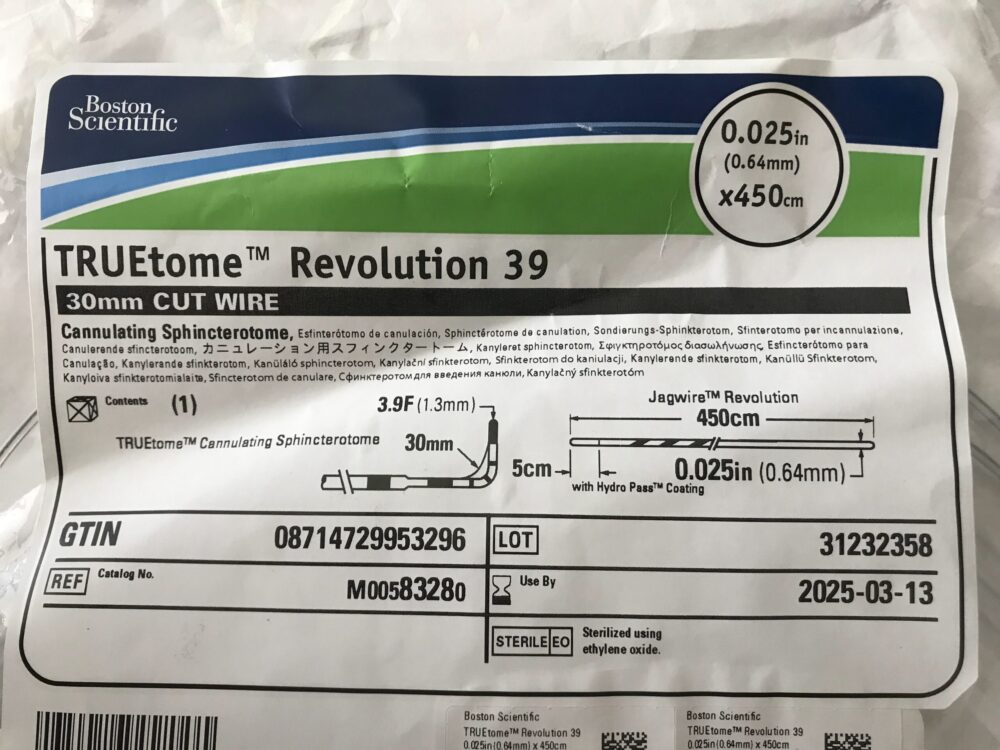 Boston
Scientific
0.025in
(0.64mm)
x450cm
TRUEtome™ Revolution 39
30mm CUT WIRE
Cannulating Sphincterotome, Esfinterótomo de canulación, Sphinctérotome de canulation, Sondierungs-Sphinkterotom, Sfinterotomo per incannulazione,
Canulerende sfincterotoom, カニュレーション用スフィンクタートーム, Kanyleret sphincterotom, Σφιγκτηροτόμος διασωλήνωσης, Esfincterótomo para
Canulação, Kanylerande sfinkterotom, Kanüláló sphincterotom, Kanylační sfinkterotom, Sfinkterotom do kaniulacji, Kanylerende sfinkterotom, Kanüllü Sfinkterotom,
Kanyloiva sfinkterotomialaite, Sfincterotom de canulare, Сфинктеротом для введения канюли, Kanylačný sfinkterotóm
Contents (1)
TRUEtome™ Cannulating Sphincterotome
3.9F (1.3mm)
30mm
Jagwire™ Revolution
450cm
5cm
0.025in (0.64mm)
with Hydro Pass™ Coating
GTIN 08714729953296
LOT 31232358
REF Catalog No. M00583280
Use By 2025-03-13
STERILE EO Sterilized using
ethylene oxide.
Boston Scientific
TRUEtome™ Revolution 39
0.025in(0.64mm) x 450cm
Boston Scientific
TRUEtome™ Revolution 39
0.025in(0.64mm) x 450cm